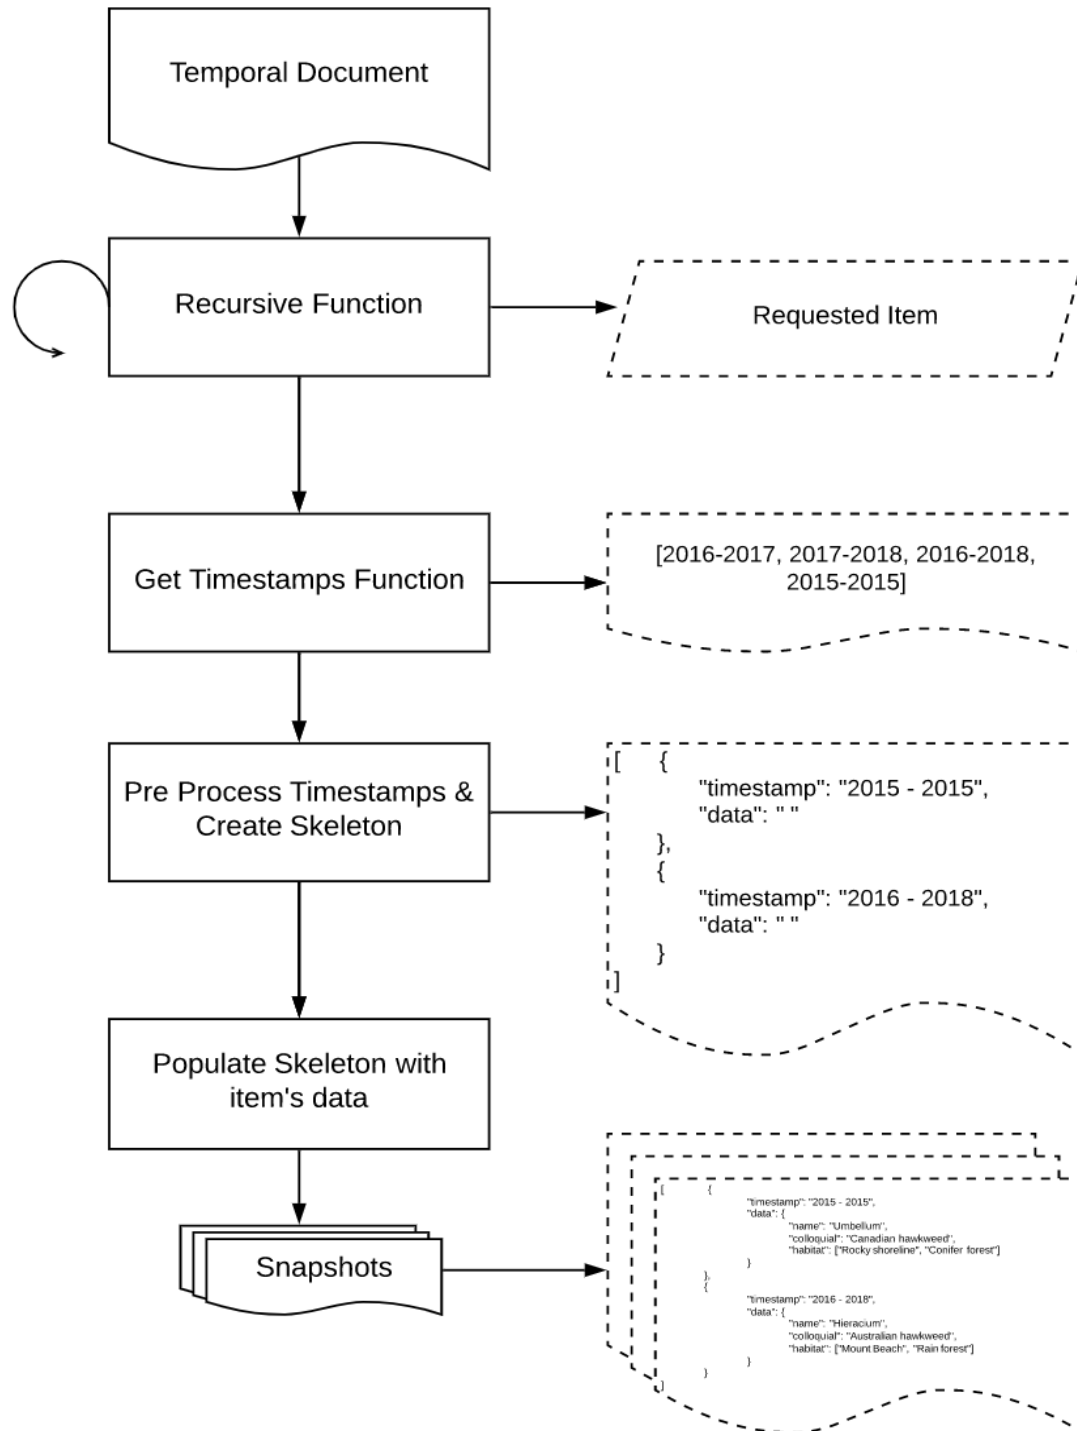 Temporal Document
Recursive Function
Requested Item
Get Timestamps Function
[2016-2017, 2017-2018, 2016-2018,
2015-2015]
Pre Process Timestamps &
Create Skeleton
[ {
"timestamp": "2015 - 2015",
"data": " "
},
{
"timestamp": "2016 - 2018",
"data": " "
}
]
Populate Skeleton with
item's data
Snapshots
[ {
"timestamp": "2015 - 2015",
"data": {
"name": "Umbellum",
"colloquial": "Canadian hawkweed",
"habitat": ["Rocky shoreline", "Conifer forest"]
}
},
{
"timestamp": "2016 - 2018",
"data": {
"name": "Hieracium",
"colloquial": "Australian hawkweed",
"habitat": ["Mount Beach", "Rain forest"]
}
}
]